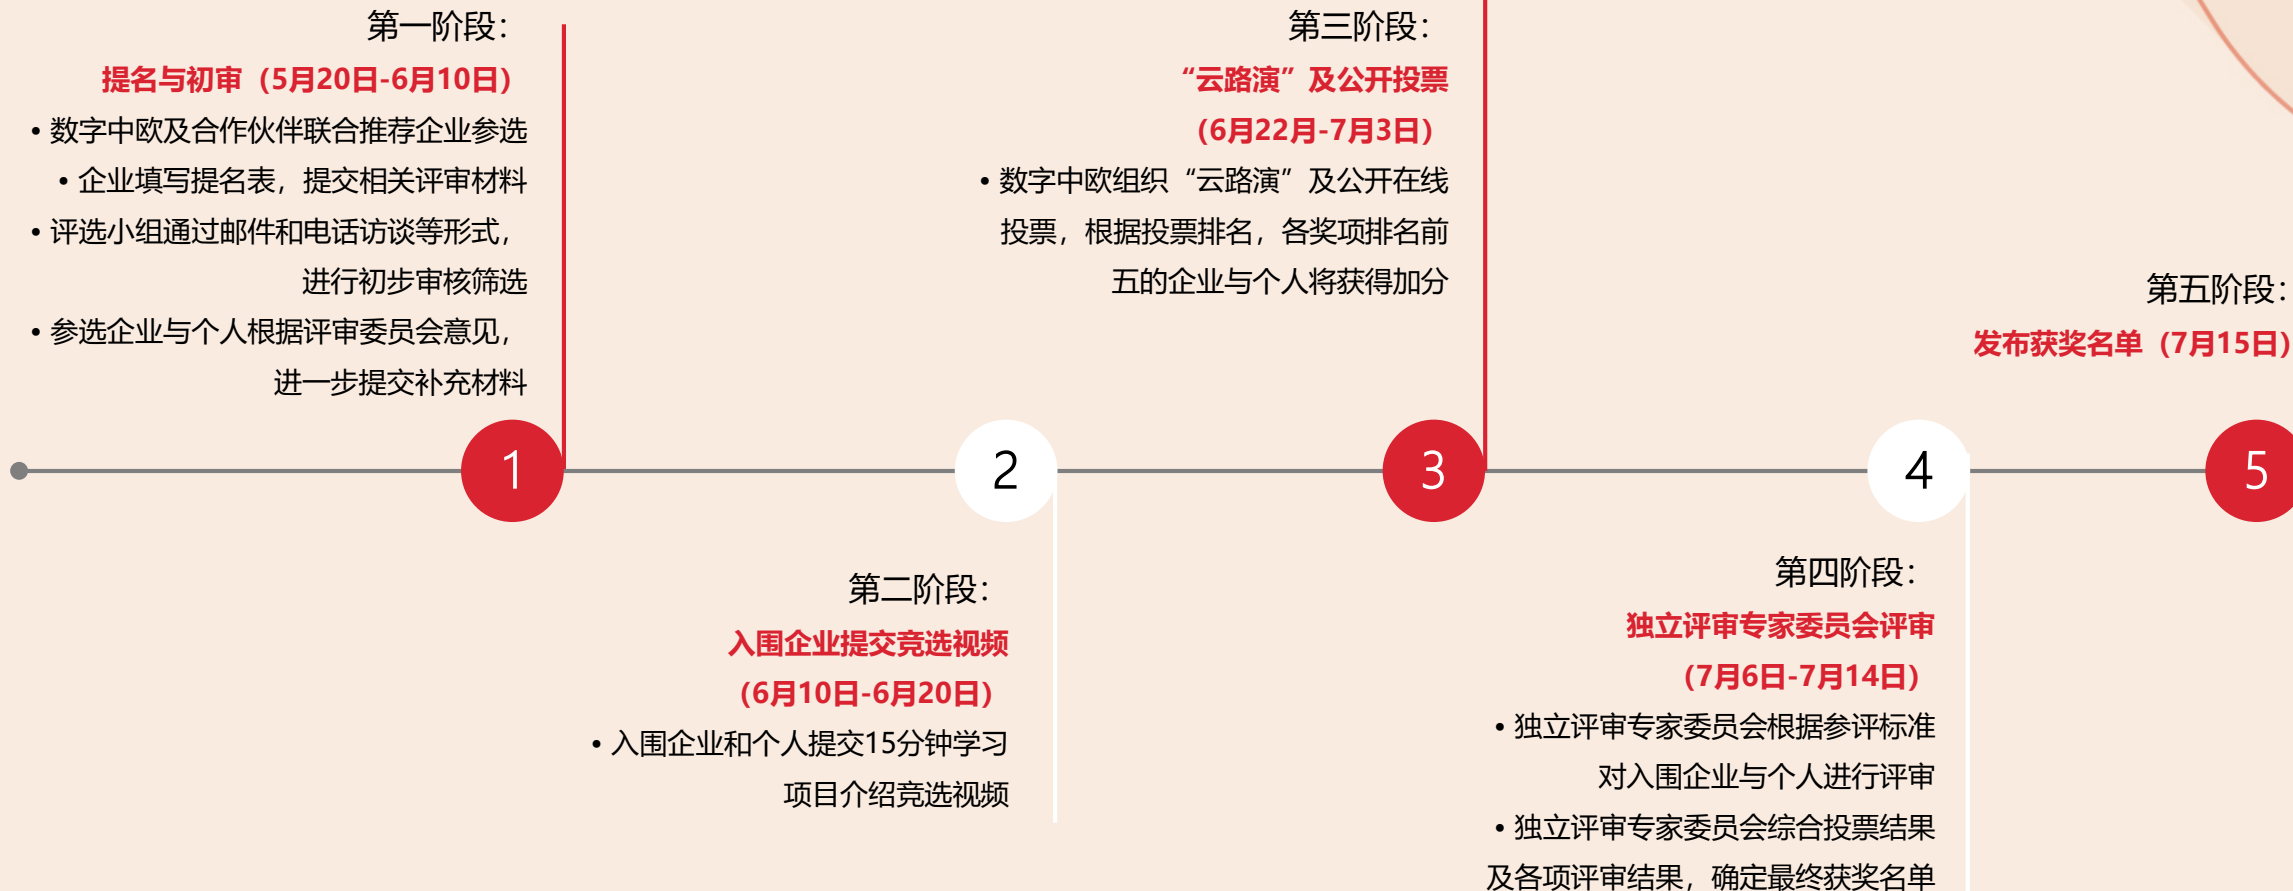 第一阶段：
提名与初审（5月20日-6月10日）
• 数字中欧及合作伙伴联合推荐企业参选
• 企业填写提名表，提交相关评审材料
• 评选小组通过邮件和电话访谈等形式，
进行初步审核筛选
• 参选企业与个人根据评审委员会意见，
进一步提交补充材料
1
第二阶段：
入围企业提交竞选视频
（6月10日-6月20日）
• 入围企业和个人提交15分钟学习
项目介绍竞选视频
2
第三阶段：
“云路演”及公开投票
（6月22月-7月3日）
• 数字中欧组织“云路演”及公开在线
投票，根据投票排名，各奖项排名前
五的企业与个人将获得加分
3
第四阶段：
独立评审专家委员会评审
（7月6日-7月14日）
• 独立评审专家委员会根据参评标准
对入围企业与个人进行评审
• 独立评审专家委员会综合投票结果
及各项评审结果，确定最终获奖名单
4
第五阶段：
发布获奖名单（7月15日）
5